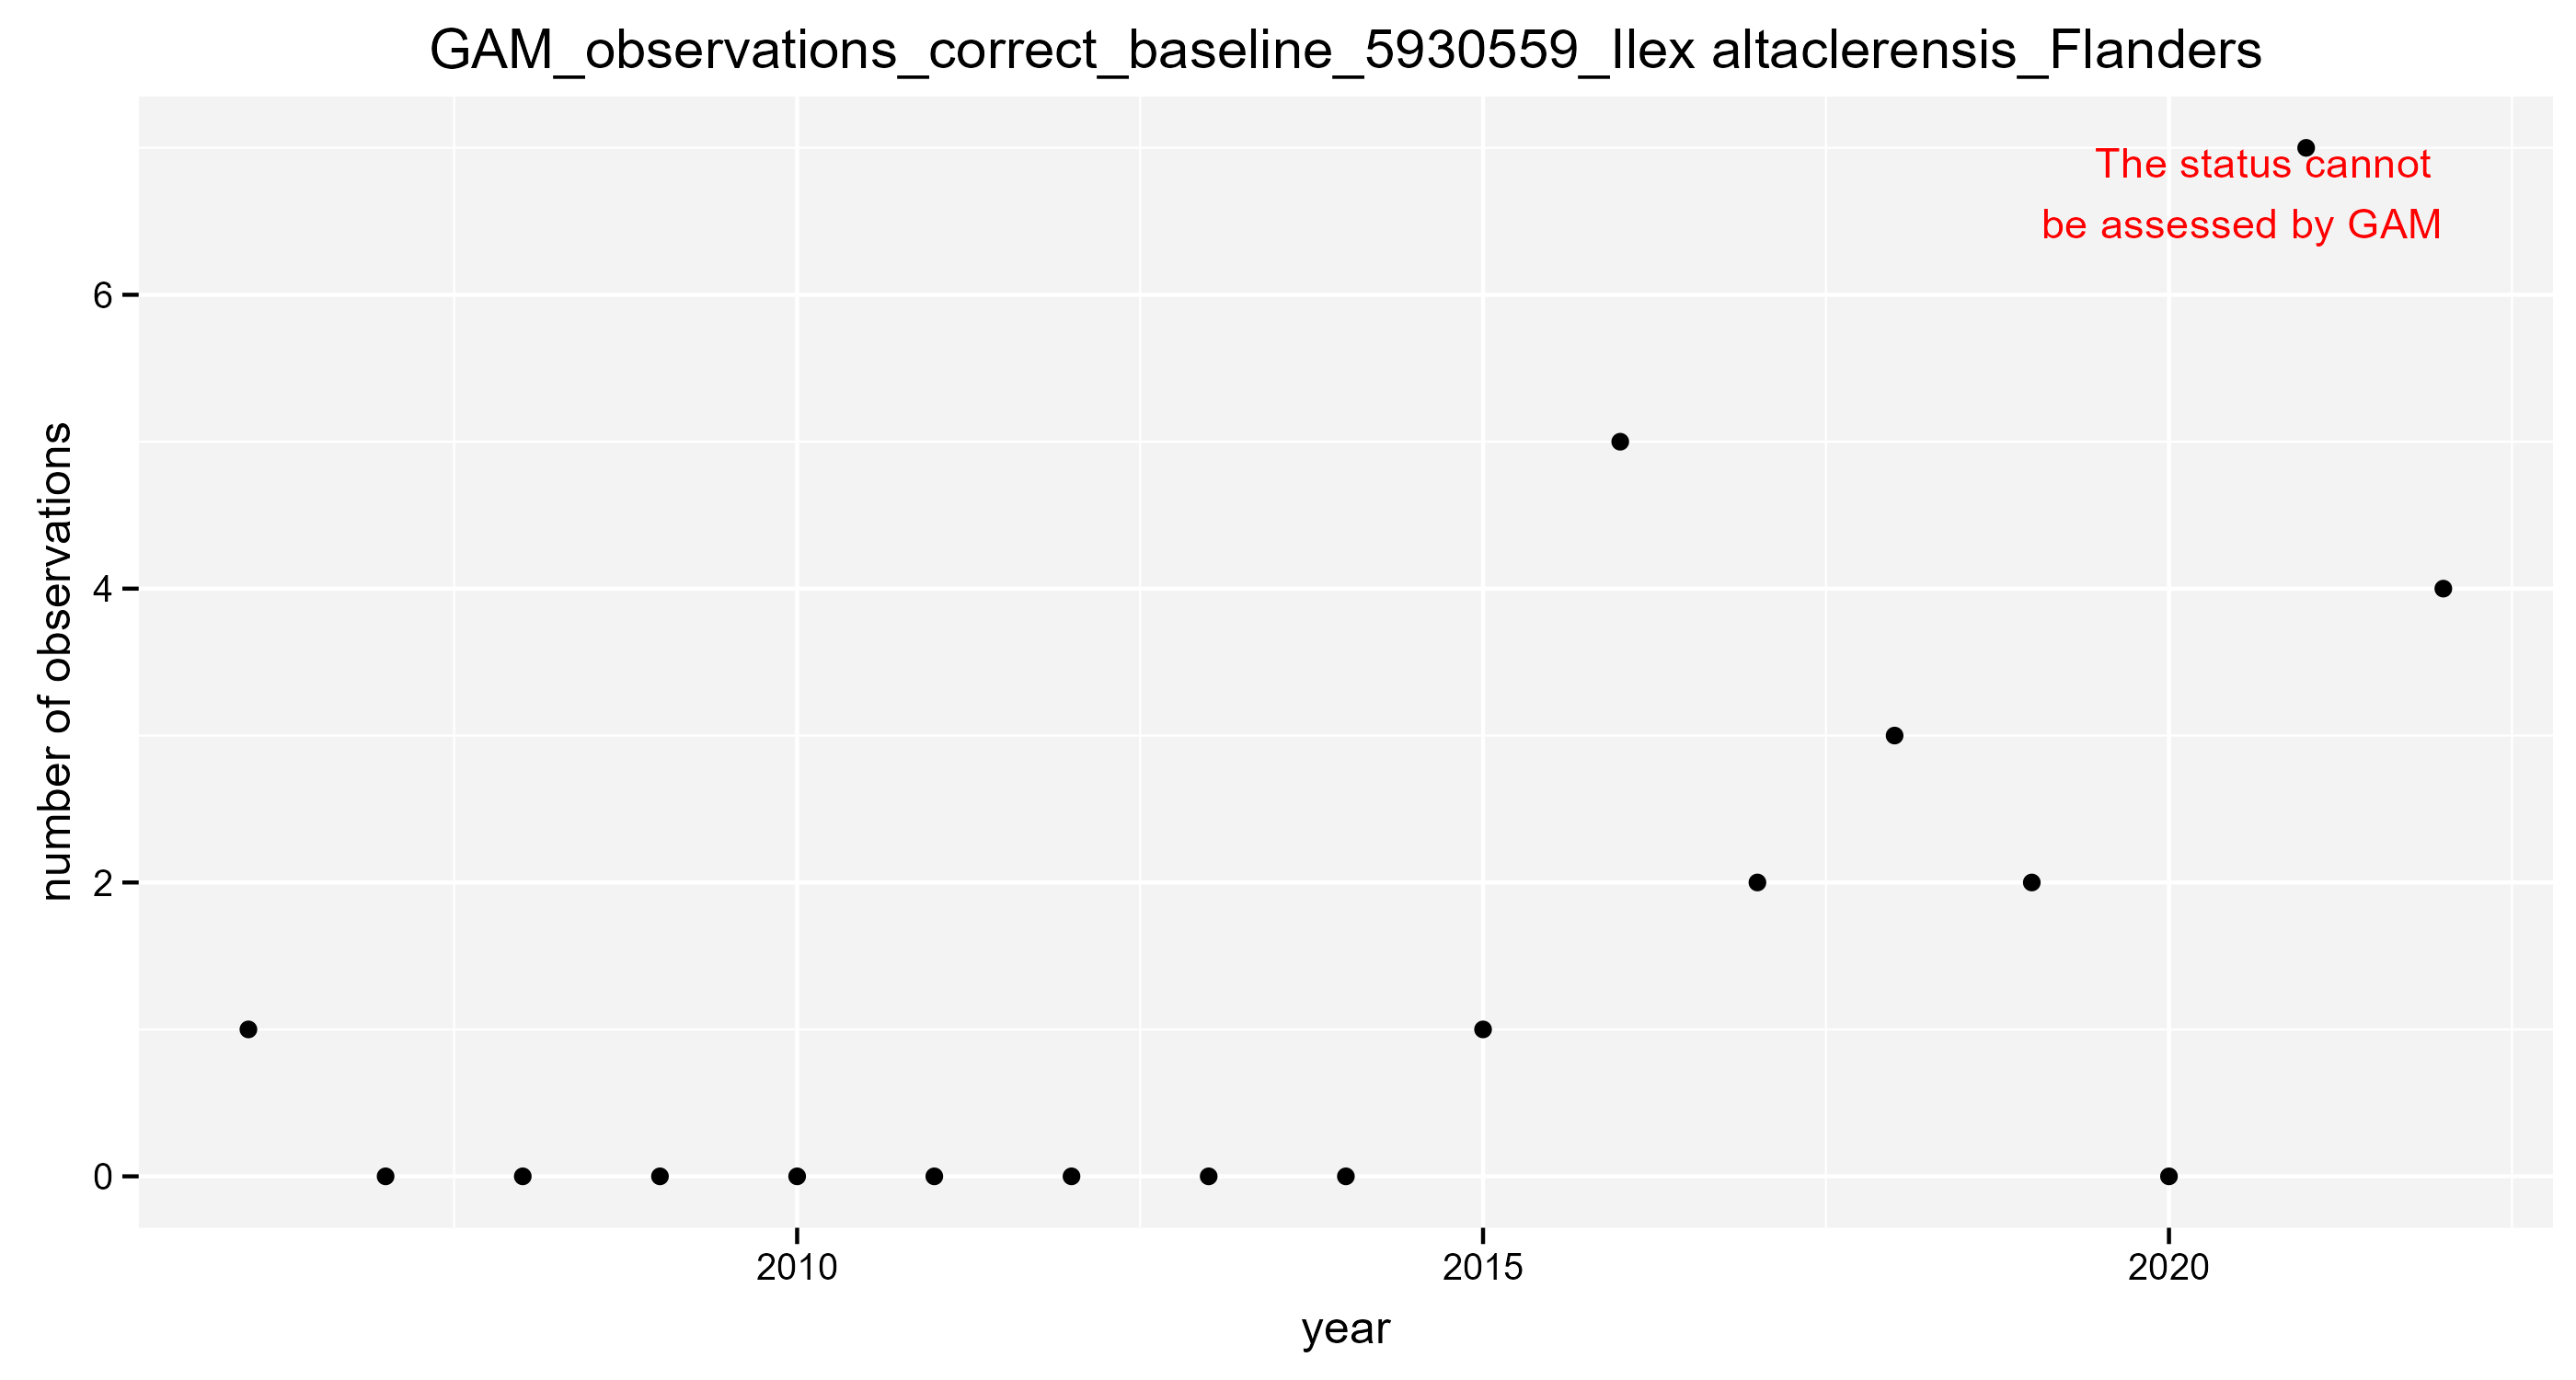 GAM_observations_correct_baseline_5930559_Ilex altaclerensis_Flanders
The status cannot
be assessed by GAM
number of observations
6
4
2
0
2010
2015
2020
year